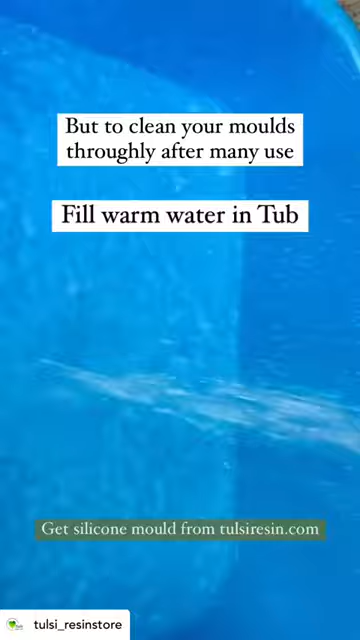 But to clean your moulds
throughly after many use
Fill warm water in Tub
Get silicone mould from tulsiresin.com
tulsi_resinstore